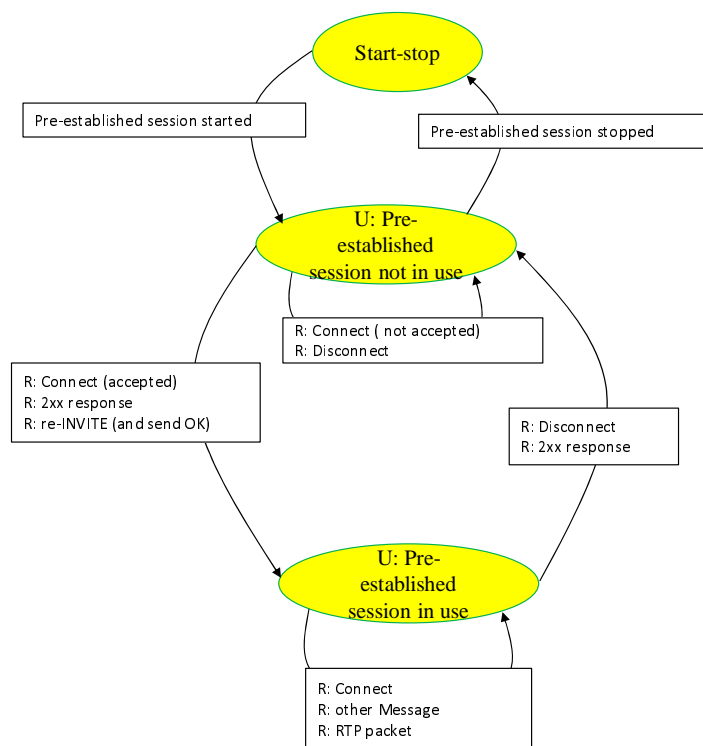 Start-stop
Pre-established session started
Pre-established session stopped
U: Pre-
established
session not in use
R: Connect ( not accepted)
R: Disconnect
R: Connect (accepted)
R: 2xx response
R: re-INVITE (and send OK)
R: Disconnect
R: 2xx response
U: Pre-
established
session in use
R: Connect
R: other Message
R: RTP packet